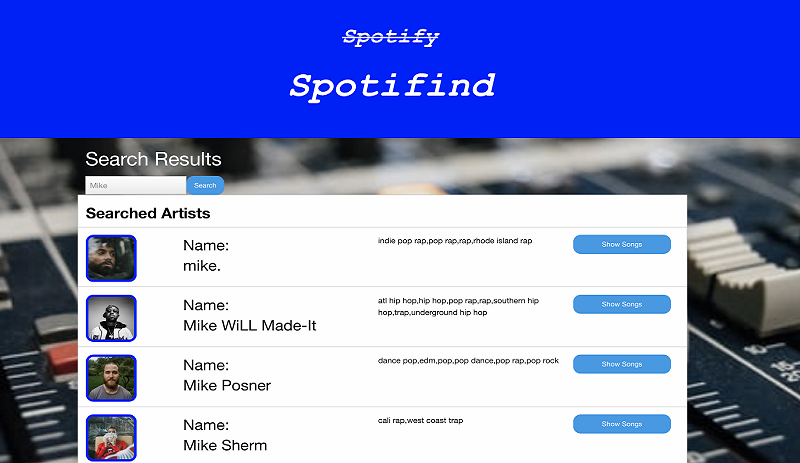 Spotify
Spotifind
Search Results
Mike
Search
Searched Artists
Name:
mike.
indie pop rap,pop rap,rap,rhode island rap
Show Songs
Name:
Mike WiLL Made-It
atl hip hop,hip hop,pop rap,rap,southern hip
hop,trap,underground hip hop
Show Songs
Name:
Mike Posner
dance pop,edm,pop,pop dance,pop rap,pop rock
Show Songs
Name:
Mike Sherm
cali rap,west coast trap
Show Songs